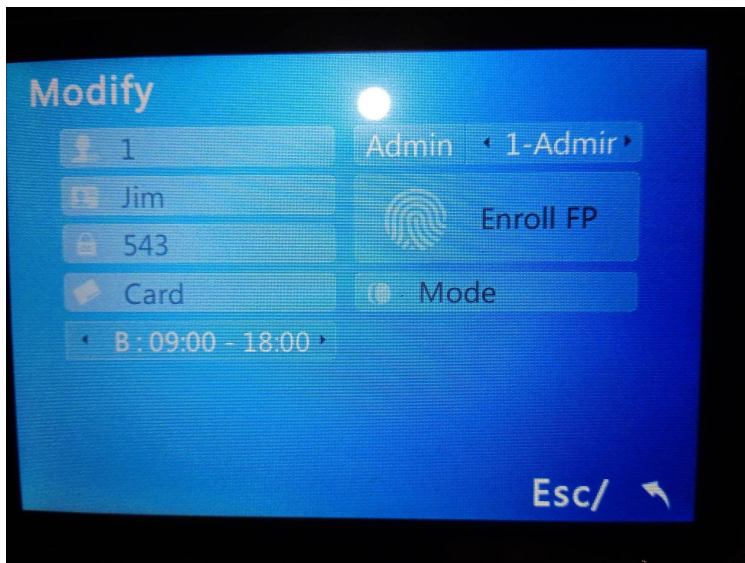 Modify
1
Jim
543
Card
B : 09:00 - 18:00
Admin 1-Admir
Enroll FP
Mode
Esc/